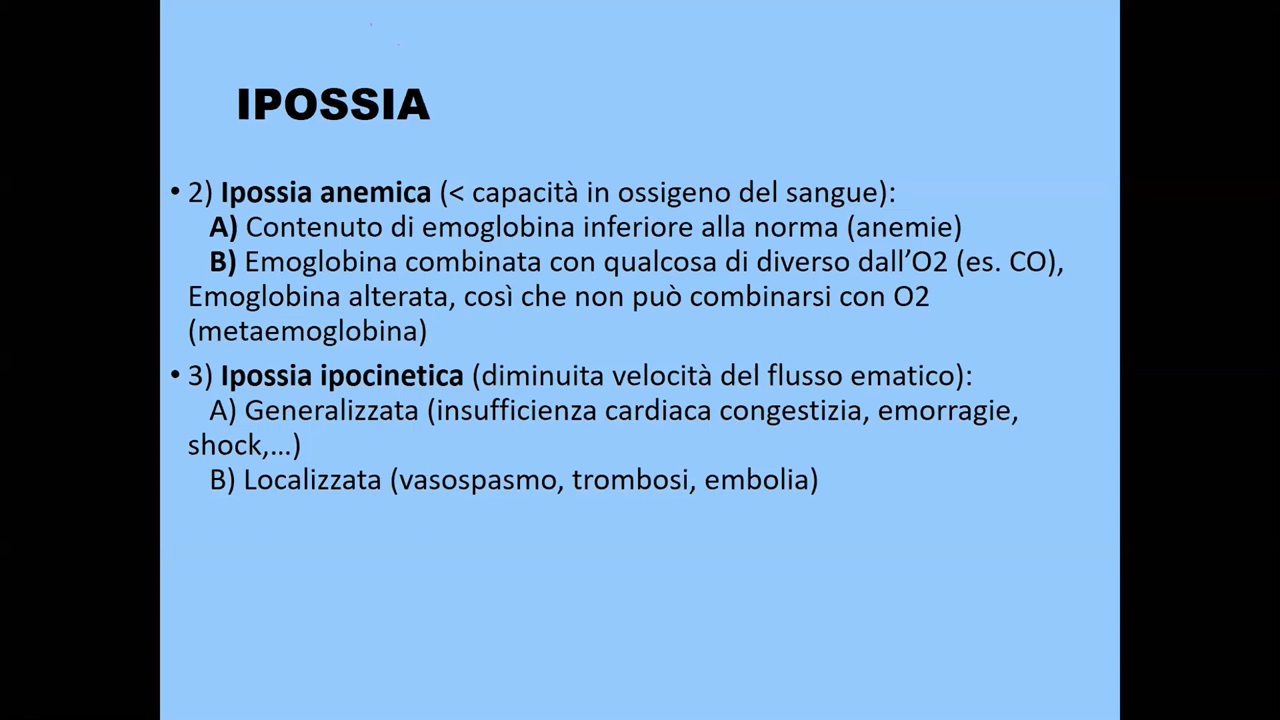 IPOSSIA
• 2) Ipossia anemica (< capacità in ossigeno del sangue):
A) Contenuto di emoglobina inferiore alla norma (anemie)
B) Emoglobina combinata con qualcosa di diverso dall’O2 (es. CO),
Emoglobina alterata, così che non può combinarsi con O2
(metaemoglobina)
• 3) Ipossia ipocinetica (diminuita velocità del flusso ematico):
A) Generalizzata (insufficienza cardiaca congestizia, emorragie,
shock,...)
B) Localizzata (vasospasmo, trombosi, embolia)